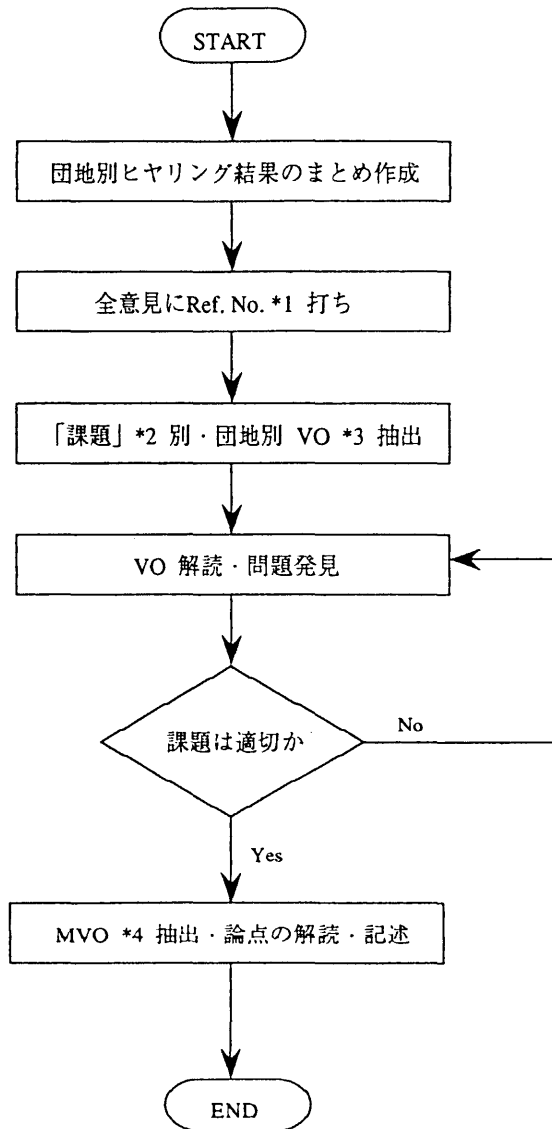 START
団地別ヒヤリング結果のまとめ作成
全意見にRef. No. *1 打ち
「課題」*2 別・団地別 VO *3 抽出
VO 解読・問題発見
課題は適切か
No
Yes
MVO *4 抽出・論点の解読・記述
END